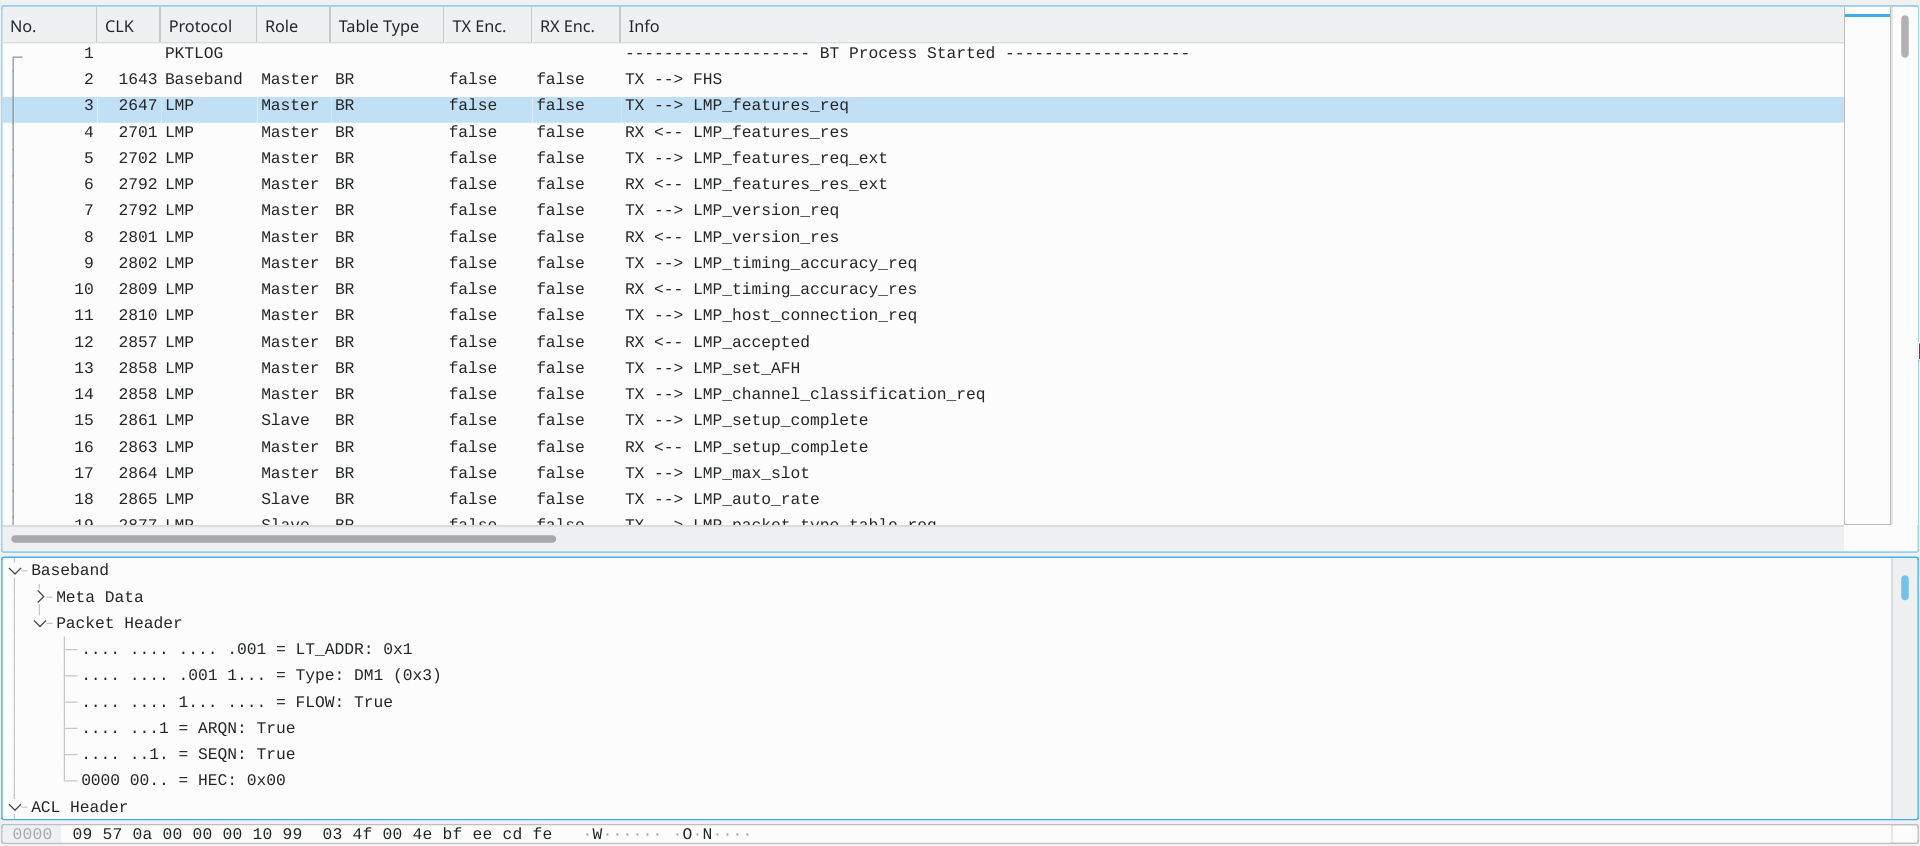 No. CLK Protocol Role Table Type TX Enc. RX Enc. Info
1 PKTLOG ------------------- BT Process Started -------------------
2 1643 Baseband Master BR false false TX --> FHS
3 2647 LMP Master BR false false TX --> LMP_features_req
4 2701 LMP Master BR false false RX <-- LMP_features_res
5 2702 LMP Master BR false false TX --> LMP_features_req_ext
6 2792 LMP Master BR false false RX <-- LMP_features_res_ext
7 2792 LMP Master BR false false TX --> LMP_version_req
8 2801 LMP Master BR false false RX <-- LMP_version_res
9 2802 LMP Master BR false false TX --> LMP_timing_accuracy_req
10 2809 LMP Master BR false false RX <-- LMP_timing_accuracy_res
11 2810 LMP Master BR false false TX --> LMP_host_connection_req
12 2857 LMP Master BR false false RX <-- LMP_accepted
13 2858 LMP Master BR false false TX --> LMP_set_AFH
14 2858 LMP Master BR false false TX --> LMP_channel_classification_req
15 2861 LMP Slave BR false false TX --> LMP_setup_complete
16 2863 LMP Master BR false false RX <-- LMP_setup_complete
17 2864 LMP Master BR false false TX --> LMP_max_slot
18 2865 LMP Slave BR false false TX --> LMP_auto_rate
19 2877 LMP Slave BR false false TX --> LMP_packet_type_table_req
Baseband
Meta Data
Packet Header
.... .... .... .001 = LT_ADDR: 0x1
.... .... .001 1... = Type: DM1 (0x3)
.... .... 1... .... = FLOW: True
.... ...1 = ARQN: True
.... ..1. = SEQN: True
0000 00.. = HEC: 0x00
ACL Header
0000 09 57 0a 00 00 00 10 99 03 4f 00 4e bf ee cd fe ·W······ ·O·N····